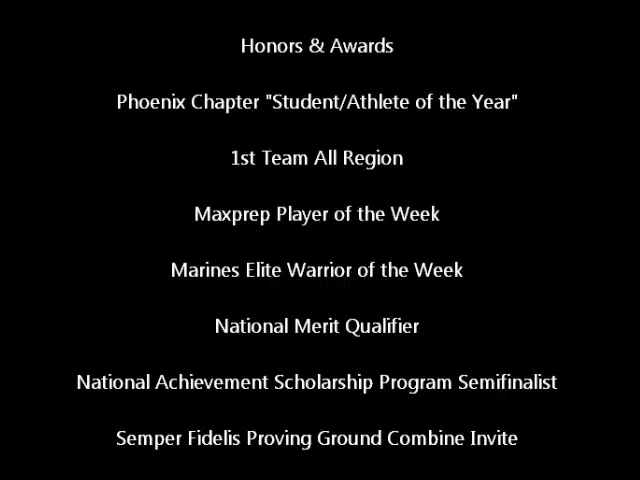 Honors & Awards
Phoenix Chapter "Student/Athlete of the Year"
1st Team All Region
Maxprep Player of the Week
Marines Elite Warrior of the Week
National Merit Qualifier
National Achievement Scholarship Program Semifinalist
Semper Fidelis Proving Ground Combine Invite